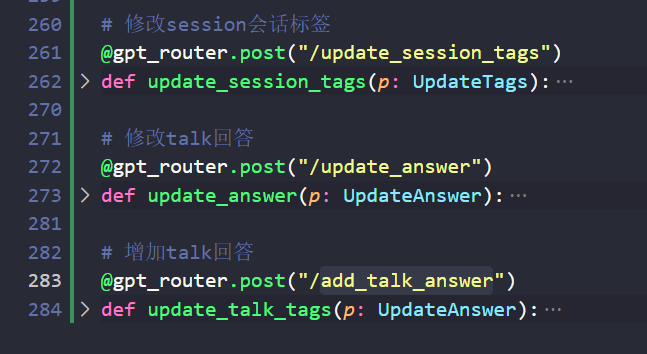 260 # 修改session会话标签
261 @gpt_router.post("/update_session_tags")
262 > def update_session_tags(p: UpdateTags):…
270
271 # 修改talk回答
272 @gpt_router.post("/update_answer")
273 > def update_answer(p: UpdateAnswer):…
281
282 # 增加talk回答
283 @gpt_router.post("/add_talk_answer")
284 > def update_talk_tags(p: UpdateAnswer):…